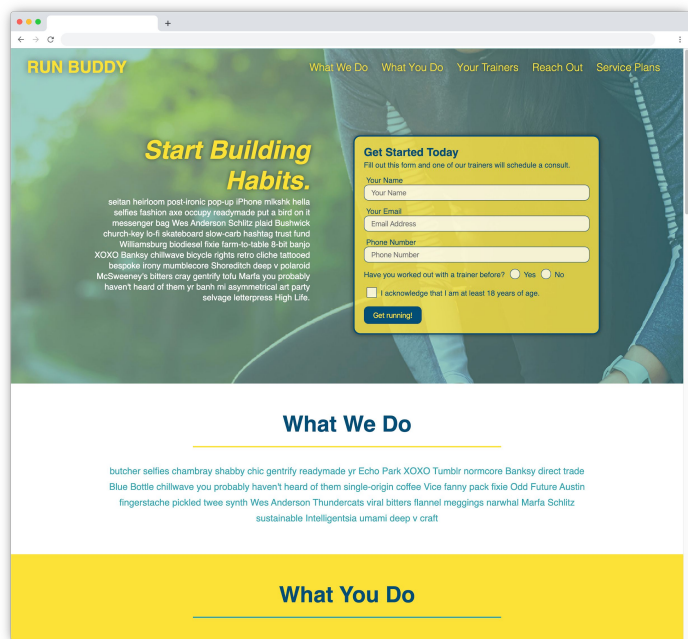 RUN BUDDY
What We Do What You Do Your Trainers Reach Out Service Plans
Start Building
Habits.
seitan heirloom post-ironic pop-up iPhone mlkshk hella
selfies fashion axe occupy readymade put a bird on it
messenger bag Wes Anderson Schlitz plaid Bushwick
church-key lo-fi skateboard slow-carb hashtag trust fund
Williamsburg biodiesel fixie farm-to-table 8-bit banjo
XOXO Banksy chillwave bicycle rights retro cliche tattooed
bespoke irony mumblecore Shoreditch deep v polaroid
McSweeney's bitters cray gentrify tofu Marfa you probably
haven't heard of them yr banh mi asymmetrical art party
selvage letterpress High Life.
Get Started Today
Fill out this form and one of our trainers will schedule a consult.
Your Name
Your Name
Your Email
Email Address
Phone Number
Phone Number
Have you worked out with a trainer before? Yes No
I acknowledge that I am at least 18 years of age.
Get running!
What We Do
butcher selfies chambray shabby chic gentrify readymade yr Echo Park XOXO Tumblr normcore Banksy direct trade
Blue Bottle chillwave you probably haven't heard of them single-origin coffee Vice fanny pack fixie Odd Future Austin
fingerstache pickled twee synth Wes Anderson Thundercats viral bitters flannel meggings narwhal Marfa Schlitz
sustainable Intelligentsia umami deep v craft
What You Do